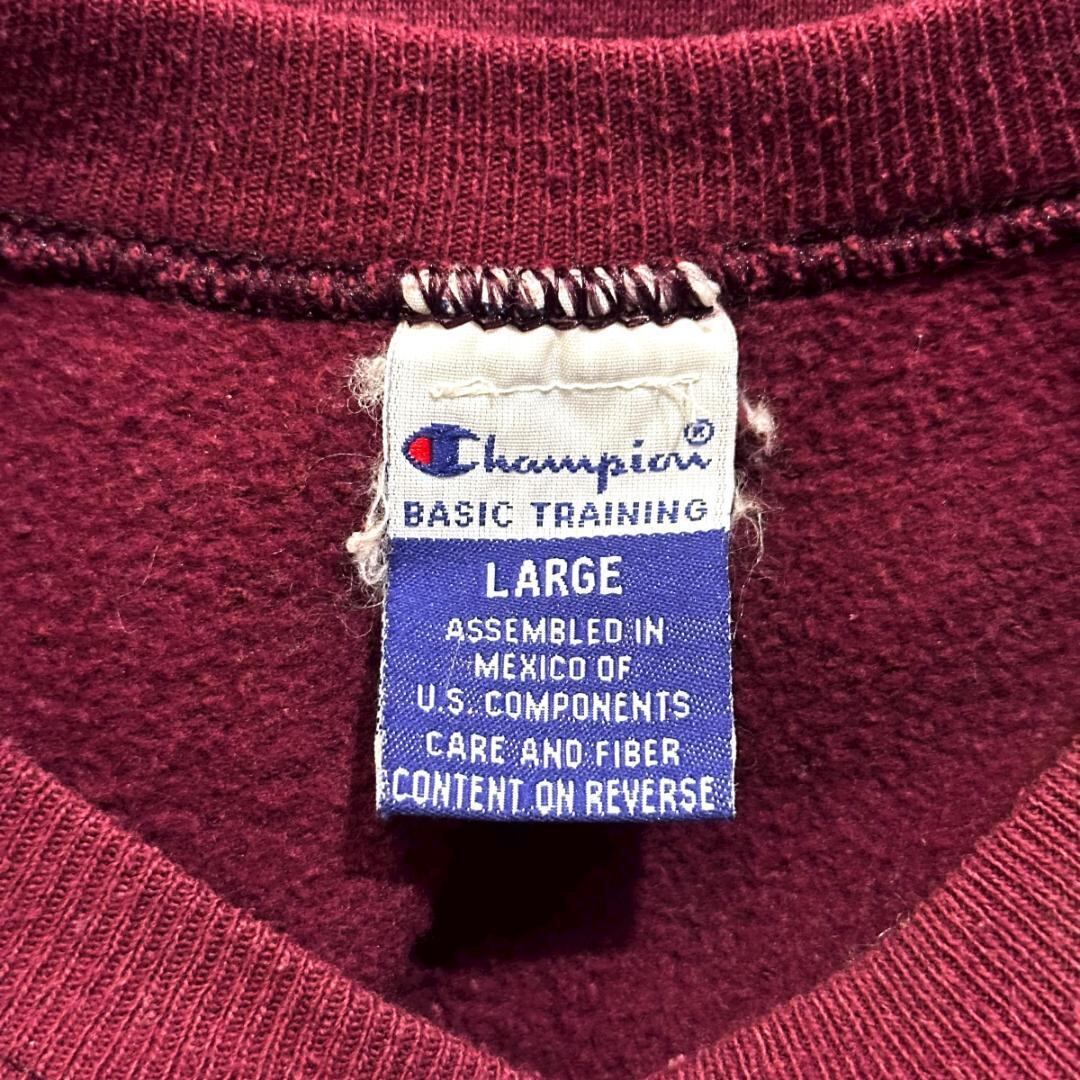 Champion®
BASIC TRAINING
LARGE
ASSEMBLED IN
MEXICO OF
U.S. COMPONENTS
CARE AND FIBER
CONTENT ON REVERSE